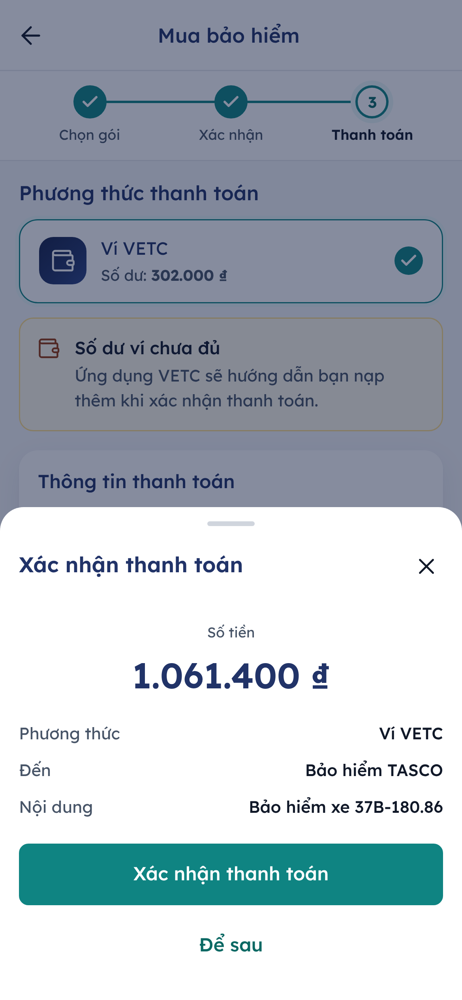 Mua bảo hiểm
3
Chọn gói
Xác nhận
Thanh toán
Phương thức thanh toán
Ví VETC
Số dư: 302.000 ₫
Số dư ví chưa đủ
Ứng dụng VETC sẽ hướng dẫn bạn nạp
thêm khi xác nhận thanh toán.
Thông tin thanh toán
Xác nhận thanh toán
Số tiền
1.061.400 ₫
Phương thức
Ví VETC
Đến
Bảo hiểm TASCO
Nội dung
Bảo hiểm xe 37B-180.86
Xác nhận thanh toán
Để sau